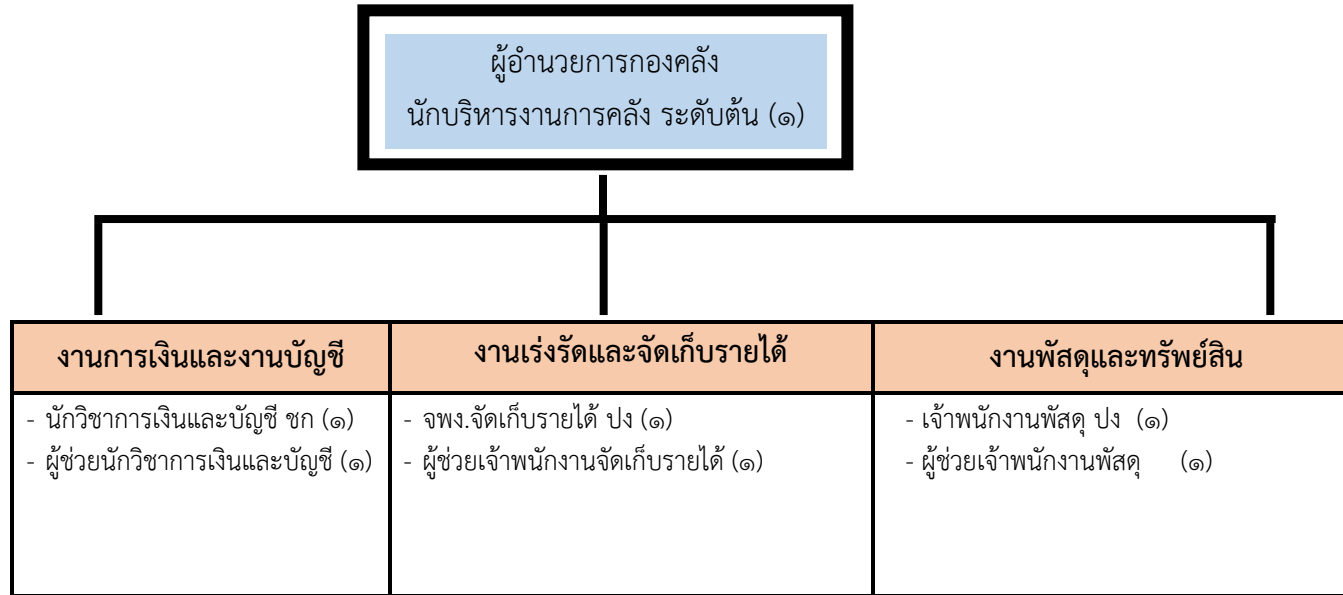 ผู้อำนวยการกองคลัง
นักบริหารงานการคลัง ระดับต้น (๑)
งานการเงินและงานบัญชี
- นักวิชาการเงินและบัญชี ชก (๑)
- ผู้ช่วยนักวิชาการเงินและบัญชี (๑)
งานเร่งรัดและจัดเก็บรายได้
- จพง.จัดเก็บรายได้ ปง (๑)
- ผู้ช่วยเจ้าพนักงานจัดเก็บรายได้ (๑)
งานพัสดุและทรัพย์สิน
- เจ้าพนักงานพัสดุ ปง (๑)
- ผู้ช่วยเจ้าพนักงานพัสดุ (๑)